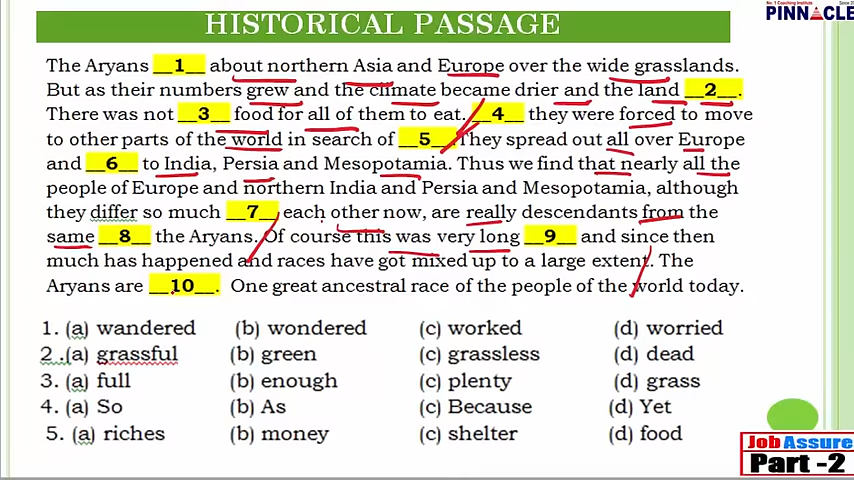 HISTORICAL PASSAGE
No. 1 Coaching Institute
PINNACLE
The Aryans __1__ about northern Asia and Europe over the wide grasslands.
But as their numbers grew and the climate became drier and the land __2__.
There was not __3__ food for all of them to eat. __4__ they were forced to move
to other parts of the world in search of __5__. They spread out all over Europe
and __6__ to India, Persia and Mesopotamia. Thus we find that nearly all the
people of Europe and northern India and Persia and Mesopotamia, although
they differ so much __7__ each other now, are really descendants from the
same __8__ the Aryans. Of course this was very long __9__ and since then
much has happened and races have got mixed up to a large extent. The
Aryans are __10__. One great ancestral race of the people of the world today.
1. (a) wandered (b) wondered (c) worked (d) worried
2 .(a) grassful (b) green (c) grassless (d) dead
3. (a) full (b) enough (c) plenty (d) grass
4. (a) So (b) As (c) Because (d) Yet
5. (a) riches (b) money (c) shelter (d) food
Job Assure
Part -2